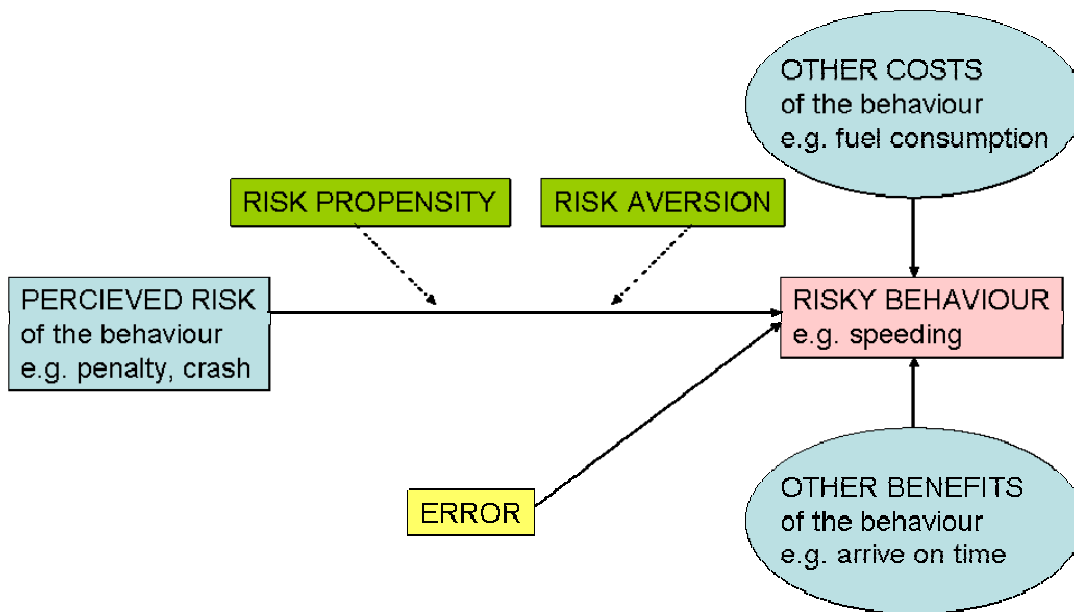 OTHER COSTS
of the behaviour
e.g. fuel consumption
RISK PROPENSITY
RISK AVERSION
PERCIEVED RISK
of the behaviour
e.g. penalty, crash
RISKY BEHAVIOUR
e.g. speeding
ERROR
OTHER BENEFITS
of the behaviour
e.g. arrive on time